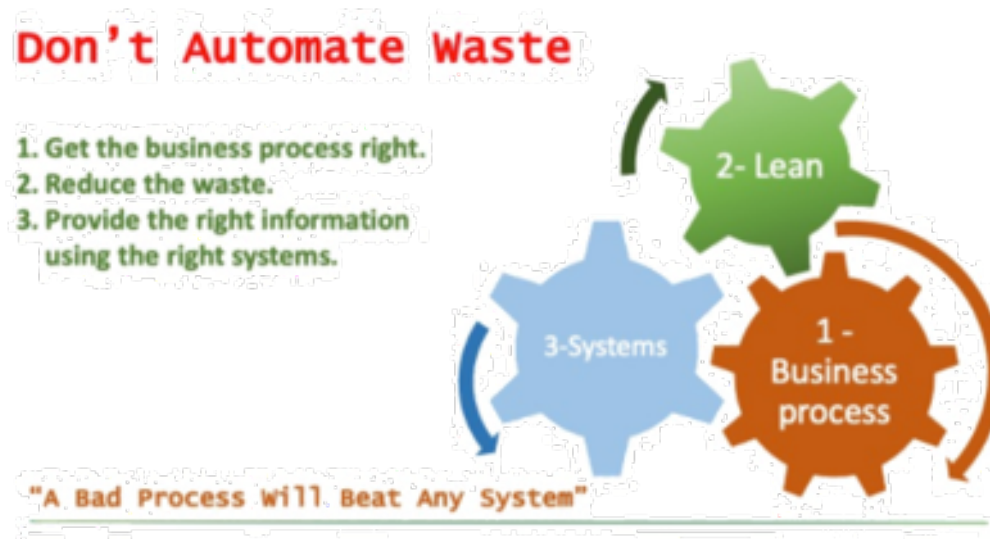 Don't Automate Waste
1. Get the business process right.
2. Reduce the waste.
3. Provide the right information
using the right systems.
2- Lean
3-Systems
1 -
Business
process
"A Bad Process Will Beat Any System"